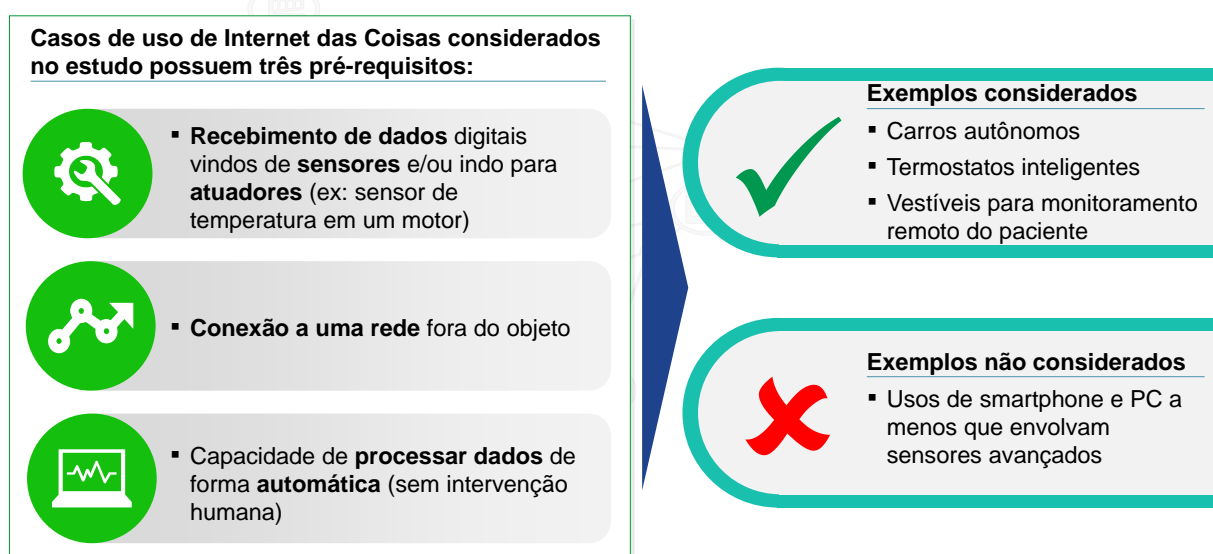 Casos de uso de Internet das Coisas considerados
no estudo possuem três pré-requisitos:
▪ Recebimento de dados digitais
vindos de sensores e/ou indo para
atuadores (ex: sensor de
temperatura em um motor)
▪ Conexão a uma rede fora do objeto
▪ Capacidade de processar dados de
forma automática (sem intervenção
humana)
Exemplos considerados
▪ Carros autônomos
▪ Termostatos inteligentes
▪ Vestíveis para monitoramento
remoto do paciente
Exemplos não considerados
▪ Usos de smartphone e PC a
menos que envolvam
sensores avançados